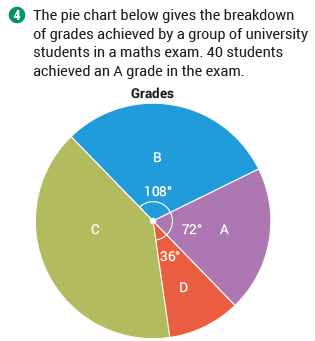 4 The pie chart below gives the breakdown
of grades achieved by a group of university
students in a maths exam. 40 students
achieved an A grade in the exam.
Grades
B
108°
C
72° A
36°
D